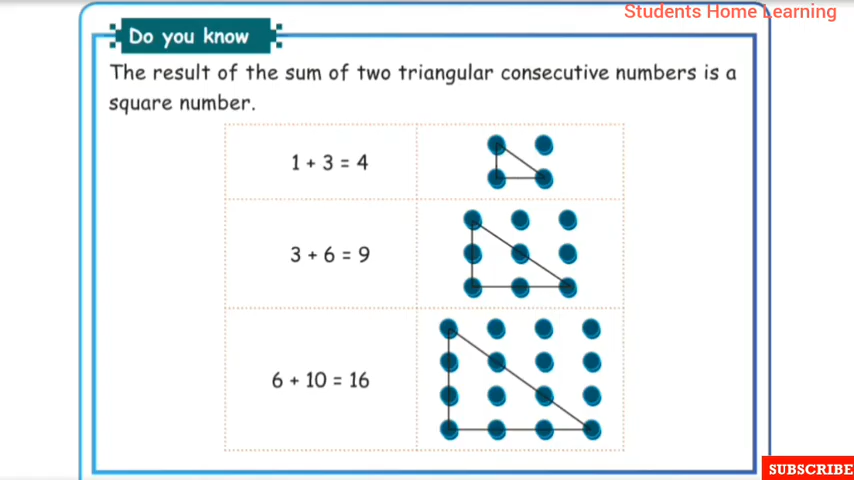 Students Home Learning
Do you know
The result of the sum of two triangular consecutive numbers is a
square number.
1 + 3 = 4
3 + 6 = 9
6 + 10 = 16
SUBSCRIBE